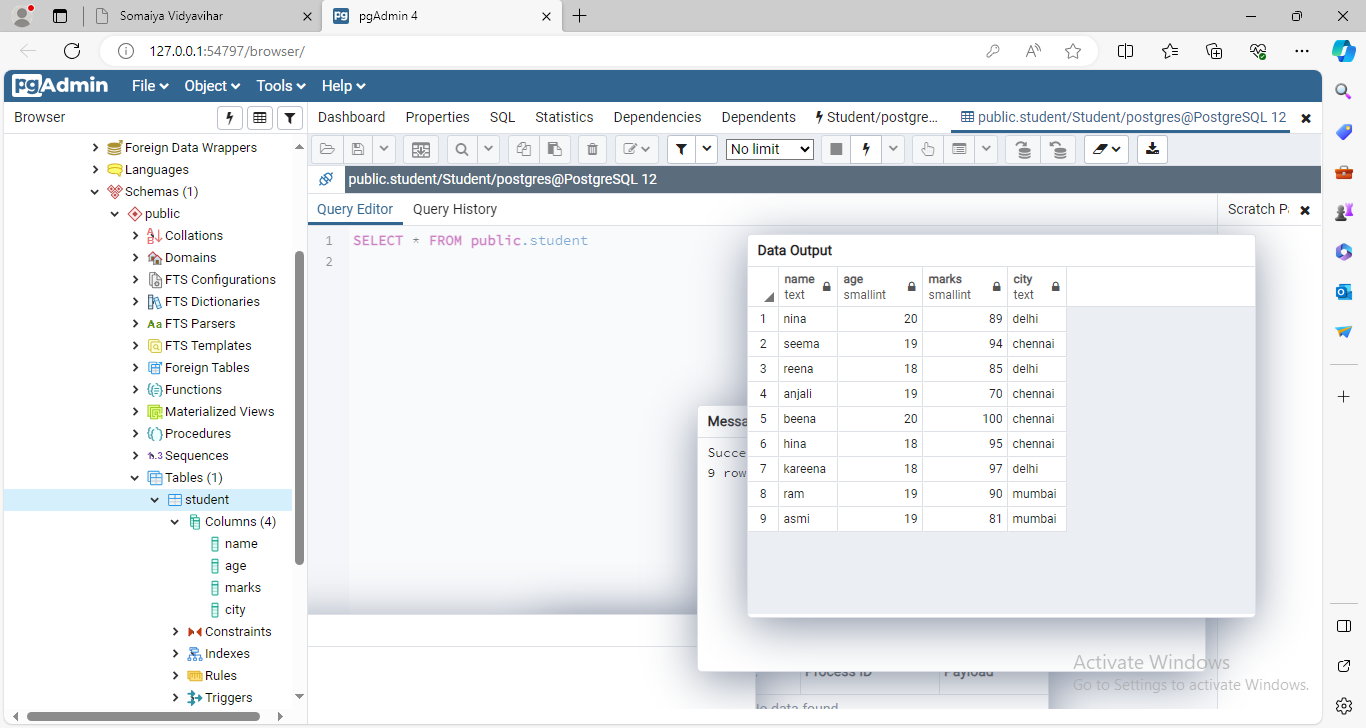 Somaiya Vidyavihar
pgAdmin 4
127.0.0.1:54797/browser/
pgAdmin File Object Tools Help
Browser
Dashboard Properties SQL Statistics Dependencies Dependents Student/postgre... public.student/Student/postgres@PostgreSQL 12
No limit
public.student/Student/postgres@PostgreSQL 12
Query Editor Query History
Scratch P
Foreign Data Wrappers
Languages
Schemas (1)
public
Collations
Domains
FTS Configurations
FTS Dictionaries
FTS Parsers
FTS Templates
Foreign Tables
Functions
Materialized Views
Procedures
Sequences
Tables (1)
student
Columns (4)
name
age
marks
city
Constraints
Indexes
Rules
Triggers
1 SELECT * FROM public.student
2
Data Output
name text age smallint marks smallint city text
1 nina 20 89 delhi
2 seema 19 94 chennai
3 reena 18 85 delhi
4 anjali 19 70 chennai
5 beena 20 100 chennai
6 hina 18 95 chennai
7 kareena 18 97 delhi
8 ram 19 90 mumbai
9 asmi 19 81 mumbai
Messa
Succe
9 row
Process ID Payload
data found
Activate Windows
Go to Settings to activate Windows.